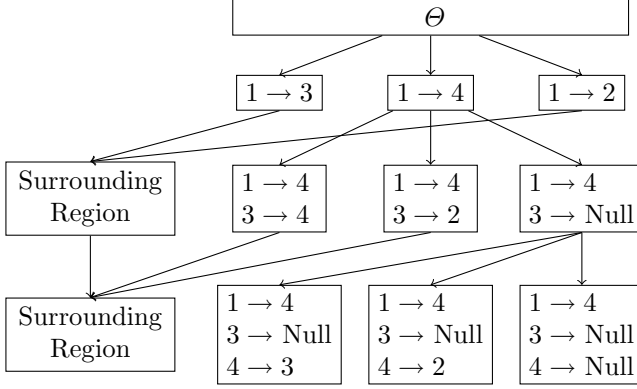 Θ
1 → 3
1 → 4
1 → 2
Surrounding
Region
1 → 4
3 → 4
1 → 4
3 → 2
1 → 4
3 → Null
Surrounding
Region
1 → 4
3 → Null
4 → 3
1 → 4
3 → Null
4 → 2
1 → 4
3 → Null
4 → Null